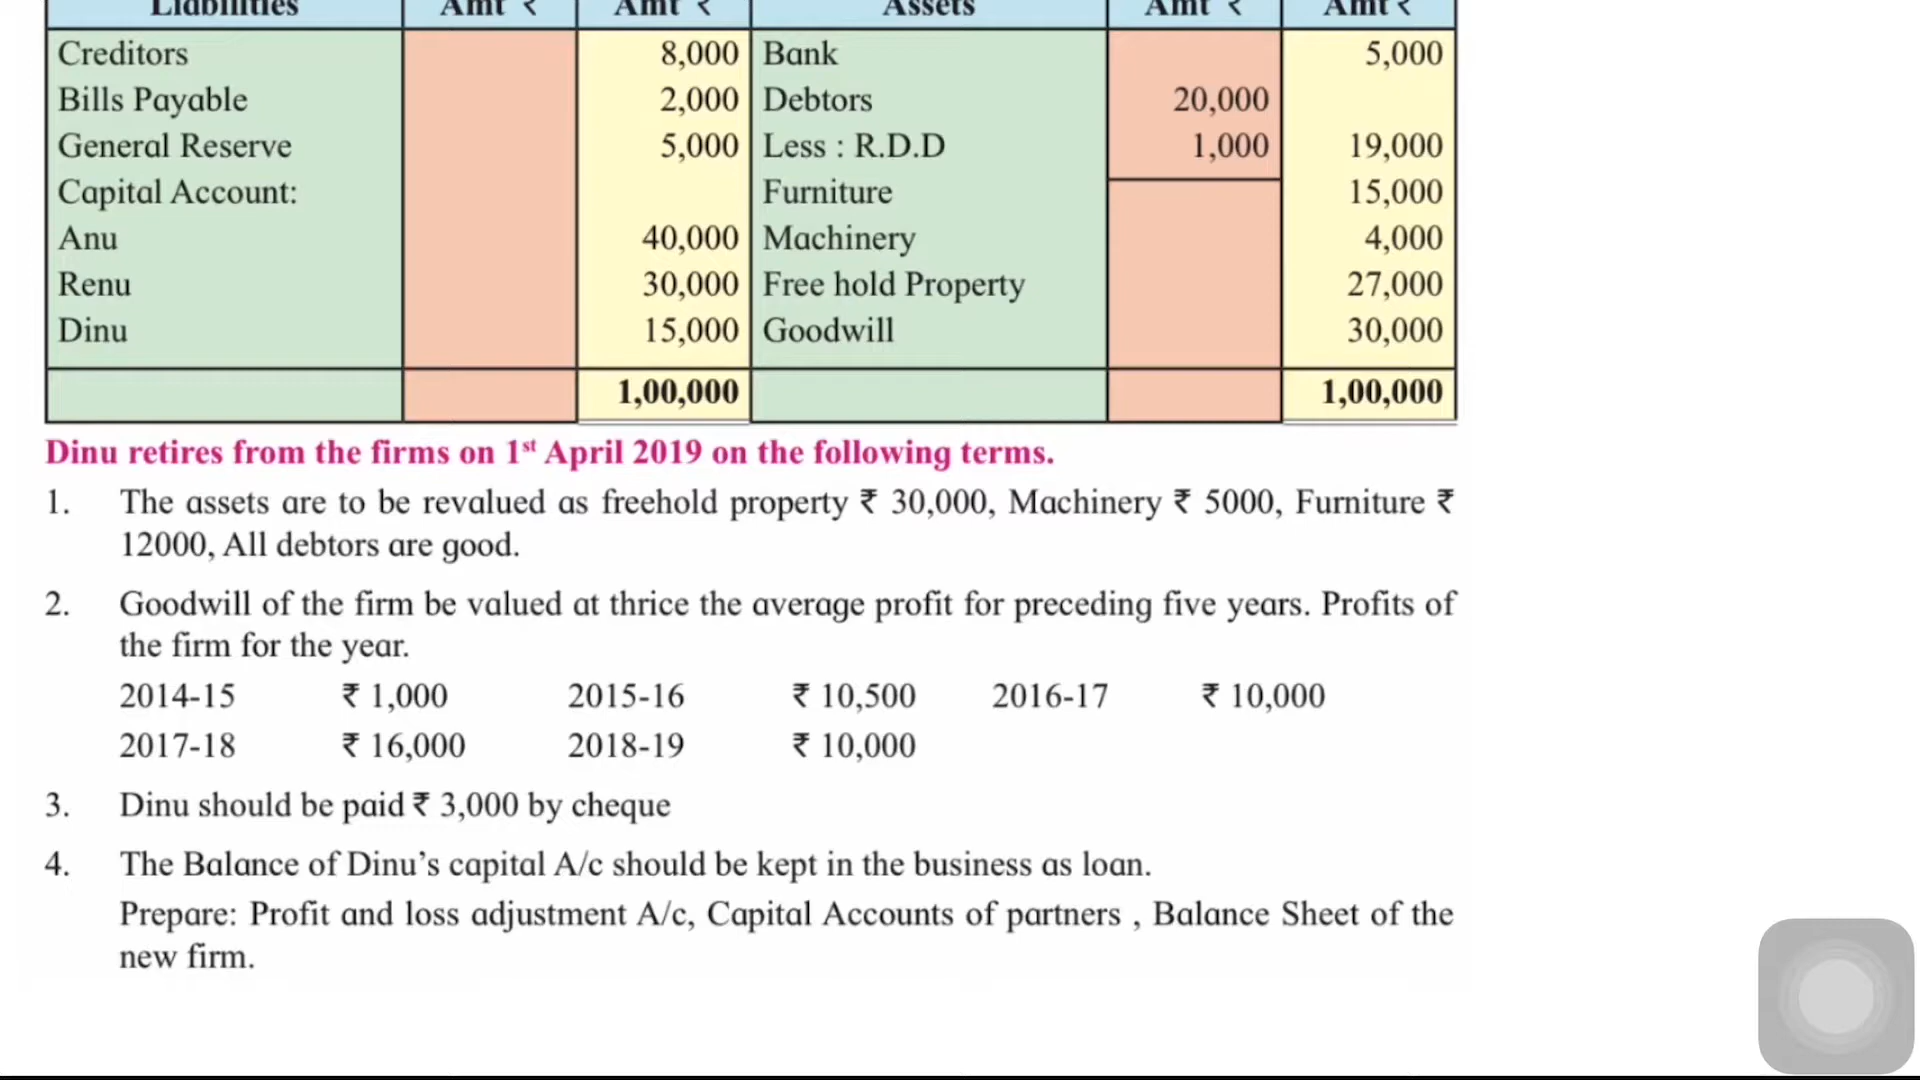 Liabilities Amt ₹ Amt ₹ Assets Amt ₹ Amt ₹
Creditors 8,000 Bank 5,000
Bills Payable 2,000 Debtors 20,000
General Reserve 5,000 Less : R.D.D 1,000 19,000
Capital Account: Furniture 15,000
Anu 40,000 Machinery 4,000
Renu 30,000 Free hold Property 27,000
Dinu 15,000 Goodwill 30,000
1,00,000 1,00,000
Dinu retires from the firms on 1st April 2019 on the following terms.
1. The assets are to be revalued as freehold property ₹ 30,000, Machinery ₹ 5000, Furniture ₹
12000, All debtors are good.
2. Goodwill of the firm be valued at thrice the average profit for preceding five years. Profits of
the firm for the year.
2014-15 ₹ 1,000 2015-16 ₹ 10,500 2016-17 ₹ 10,000
2017-18 ₹ 16,000 2018-19 ₹ 10,000
3. Dinu should be paid ₹ 3,000 by cheque
4. The Balance of Dinu's capital A/c should be kept in the business as loan.
Prepare: Profit and loss adjustment A/c, Capital Accounts of partners , Balance Sheet of the
new firm.